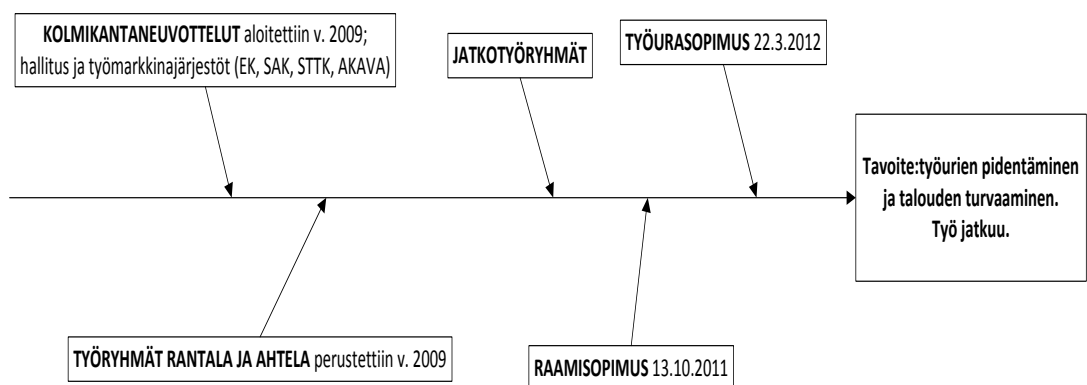 KOLMIKANTANEUVOTTELUT aloitettiin v. 2009;
hallitus ja työmarkkinajärjestöt (EK, SAK, STTK, AKAVA)
JATKOTYÖRYHMÄT
TYÖURASOPIMUS 22.3.2012
Tavoite:työurien pidentäminen
ja talouden turvaaminen.
Työ jatkuu.
TYÖRYHMÄT RANTALA JA AHTELA perustettiin v. 2009
RAAMISOPIMUS 13.10.2011